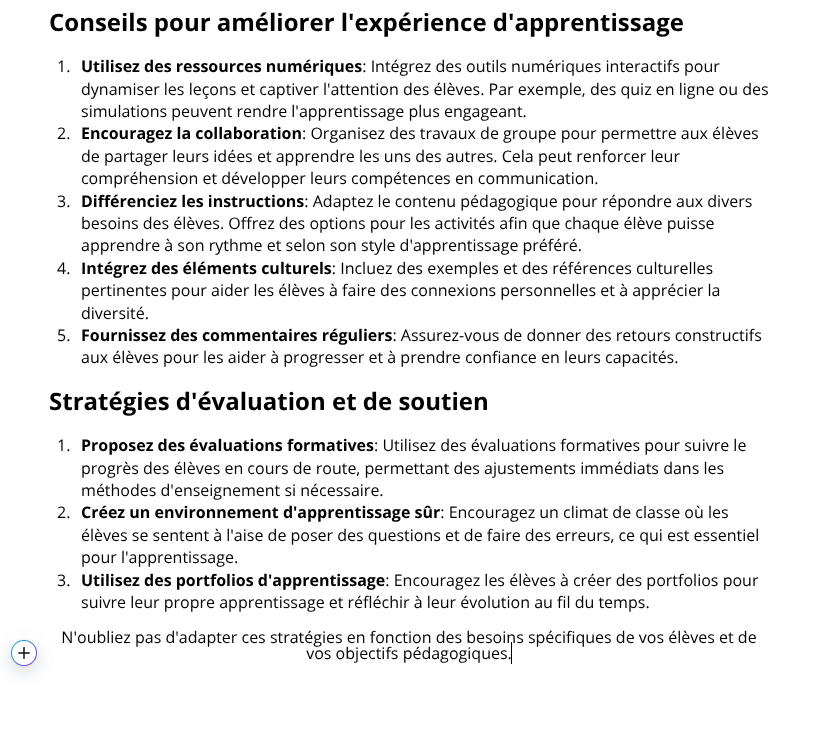 Conseils pour améliorer l'expérience d'apprentissage
1. Utilisez des ressources numériques: Intégrez des outils numériques interactifs pour
dynamiser les leçons et captiver l'attention des élèves. Par exemple, des quiz en ligne ou des
simulations peuvent rendre l'apprentissage plus engageant.
2. Encouragez la collaboration: Organisez des travaux de groupe pour permettre aux élèves
de partager leurs idées et apprendre les uns des autres. Cela peut renforcer leur
compréhension et développer leurs compétences en communication.
3. Différenciez les instructions: Adaptez le contenu pédagogique pour répondre aux divers
besoins des élèves. Offrez des options pour les activités afin que chaque élève puisse
apprendre à son rythme et selon son style d'apprentissage préféré.
4. Intégrez des éléments culturels: Incluez des exemples et des références culturelles
pertinentes pour aider les élèves à faire des connexions personnelles et à apprécier la
diversité.
5. Fournissez des commentaires réguliers: Assurez-vous de donner des retours constructifs
aux élèves pour les aider à progresser et à prendre confiance en leurs capacités.
Stratégies d'évaluation et de soutien
1. Proposez des évaluations formatives: Utilisez des évaluations formatives pour suivre le
progrès des élèves en cours de route, permettant des ajustements immédiats dans les
méthodes d'enseignement si nécessaire.
2. Créez un environnement d'apprentissage sûr: Encouragez un climat de classe où les
élèves se sentent à l'aise de poser des questions et de faire des erreurs, ce qui est essentiel
pour l'apprentissage.
3. Utilisez des portfolios d'apprentissage: Encouragez les élèves à créer des portfolios pour
suivre leur propre apprentissage et réfléchir à leur évolution au fil du temps.
N'oubliez pas d'adapter ces stratégies en fonction des besoins spécifiques de vos élèves et de
vos objectifs pédagogiques.